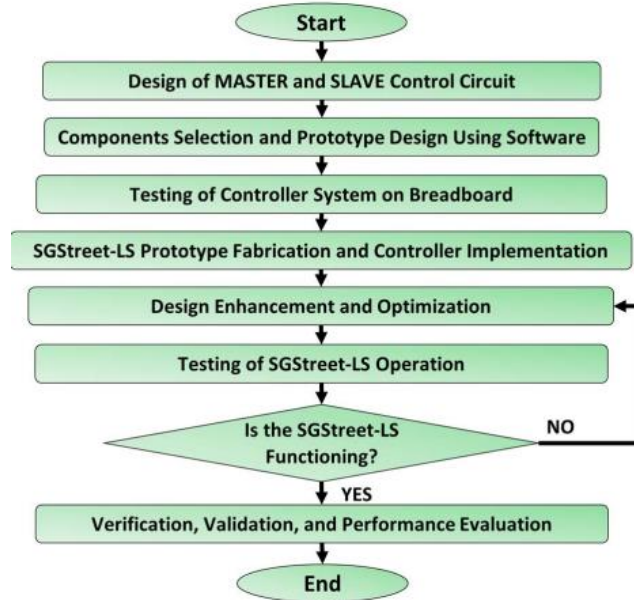 Start
Design of MASTER and SLAVE Control Circuit
Components Selection and Prototype Design Using Software
Testing of Controller System on Breadboard
SGStreet-LS Prototype Fabrication and Controller Implementation
Design Enhancement and Optimization
Testing of SGStreet-LS Operation
Is the SGStreet-LS
Functioning?
NO
YES
Verification, Validation, and Performance Evaluation
End